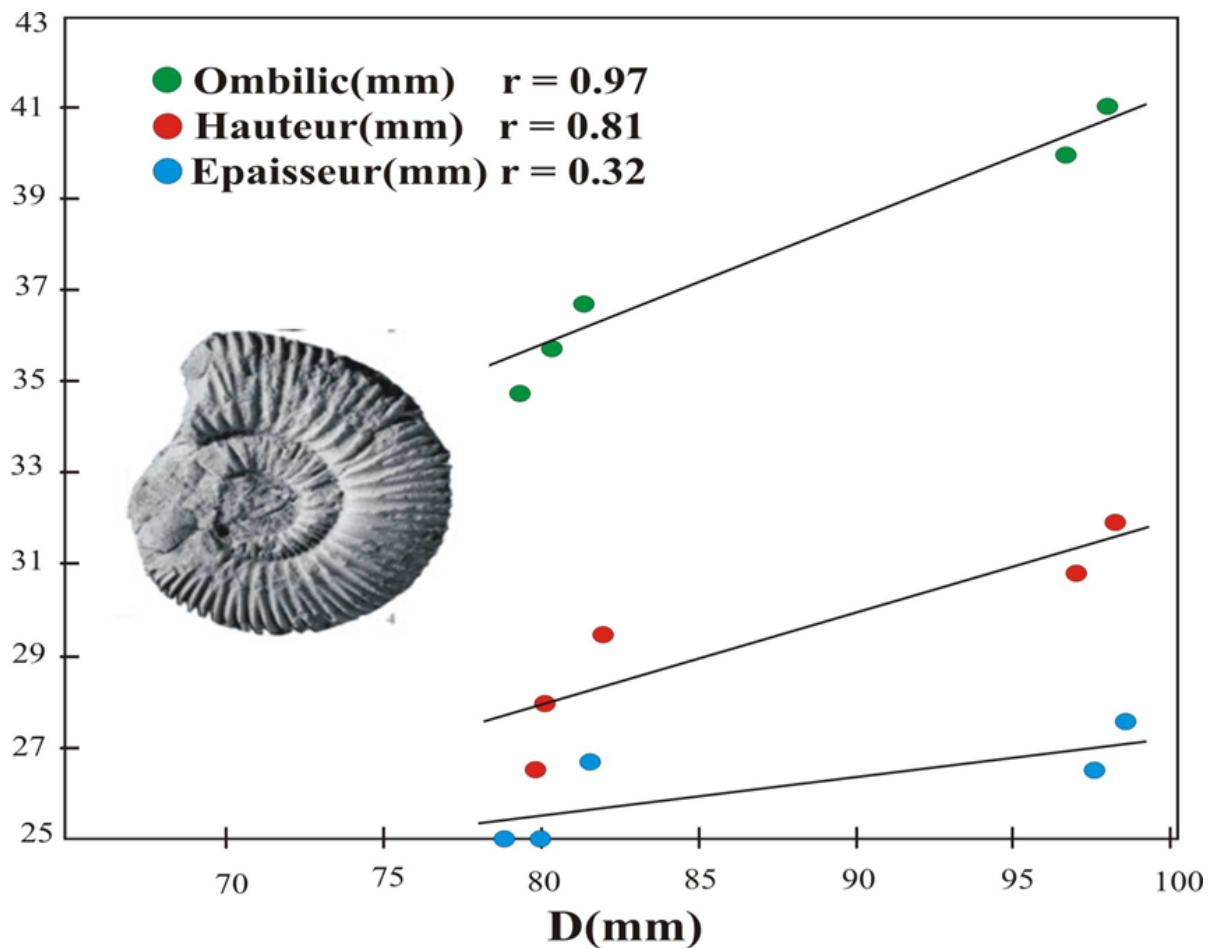 43
41
39
37
35
33
31
29
27
25
Ombilic(mm) r = 0.97
Hauteur(mm) r = 0.81
Epaisseur(mm) r = 0.32
4
70 75 80 85 90 95 100
D(mm)